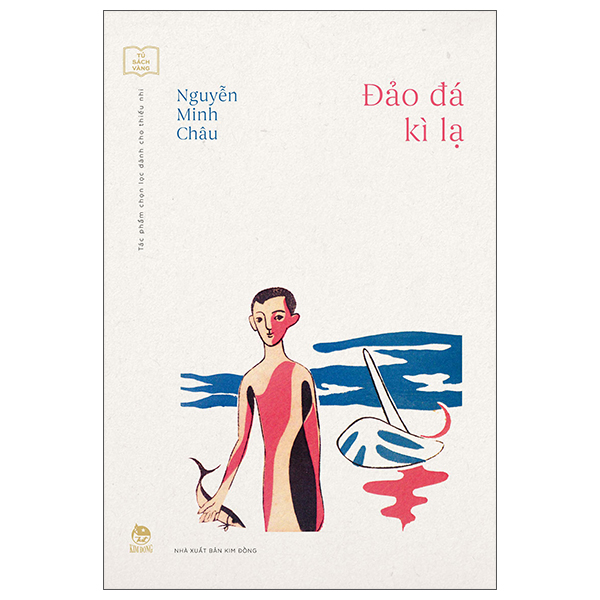 TỦ
SÁCH
VÀNG
Tác phẩm chọn lọc dành cho thiếu nhi
Nguyễn
Minh
Châu
Đảo đá
kì lạ
KIM ĐỒNG
NHÀ XUẤT BẢN KIM ĐỒNG